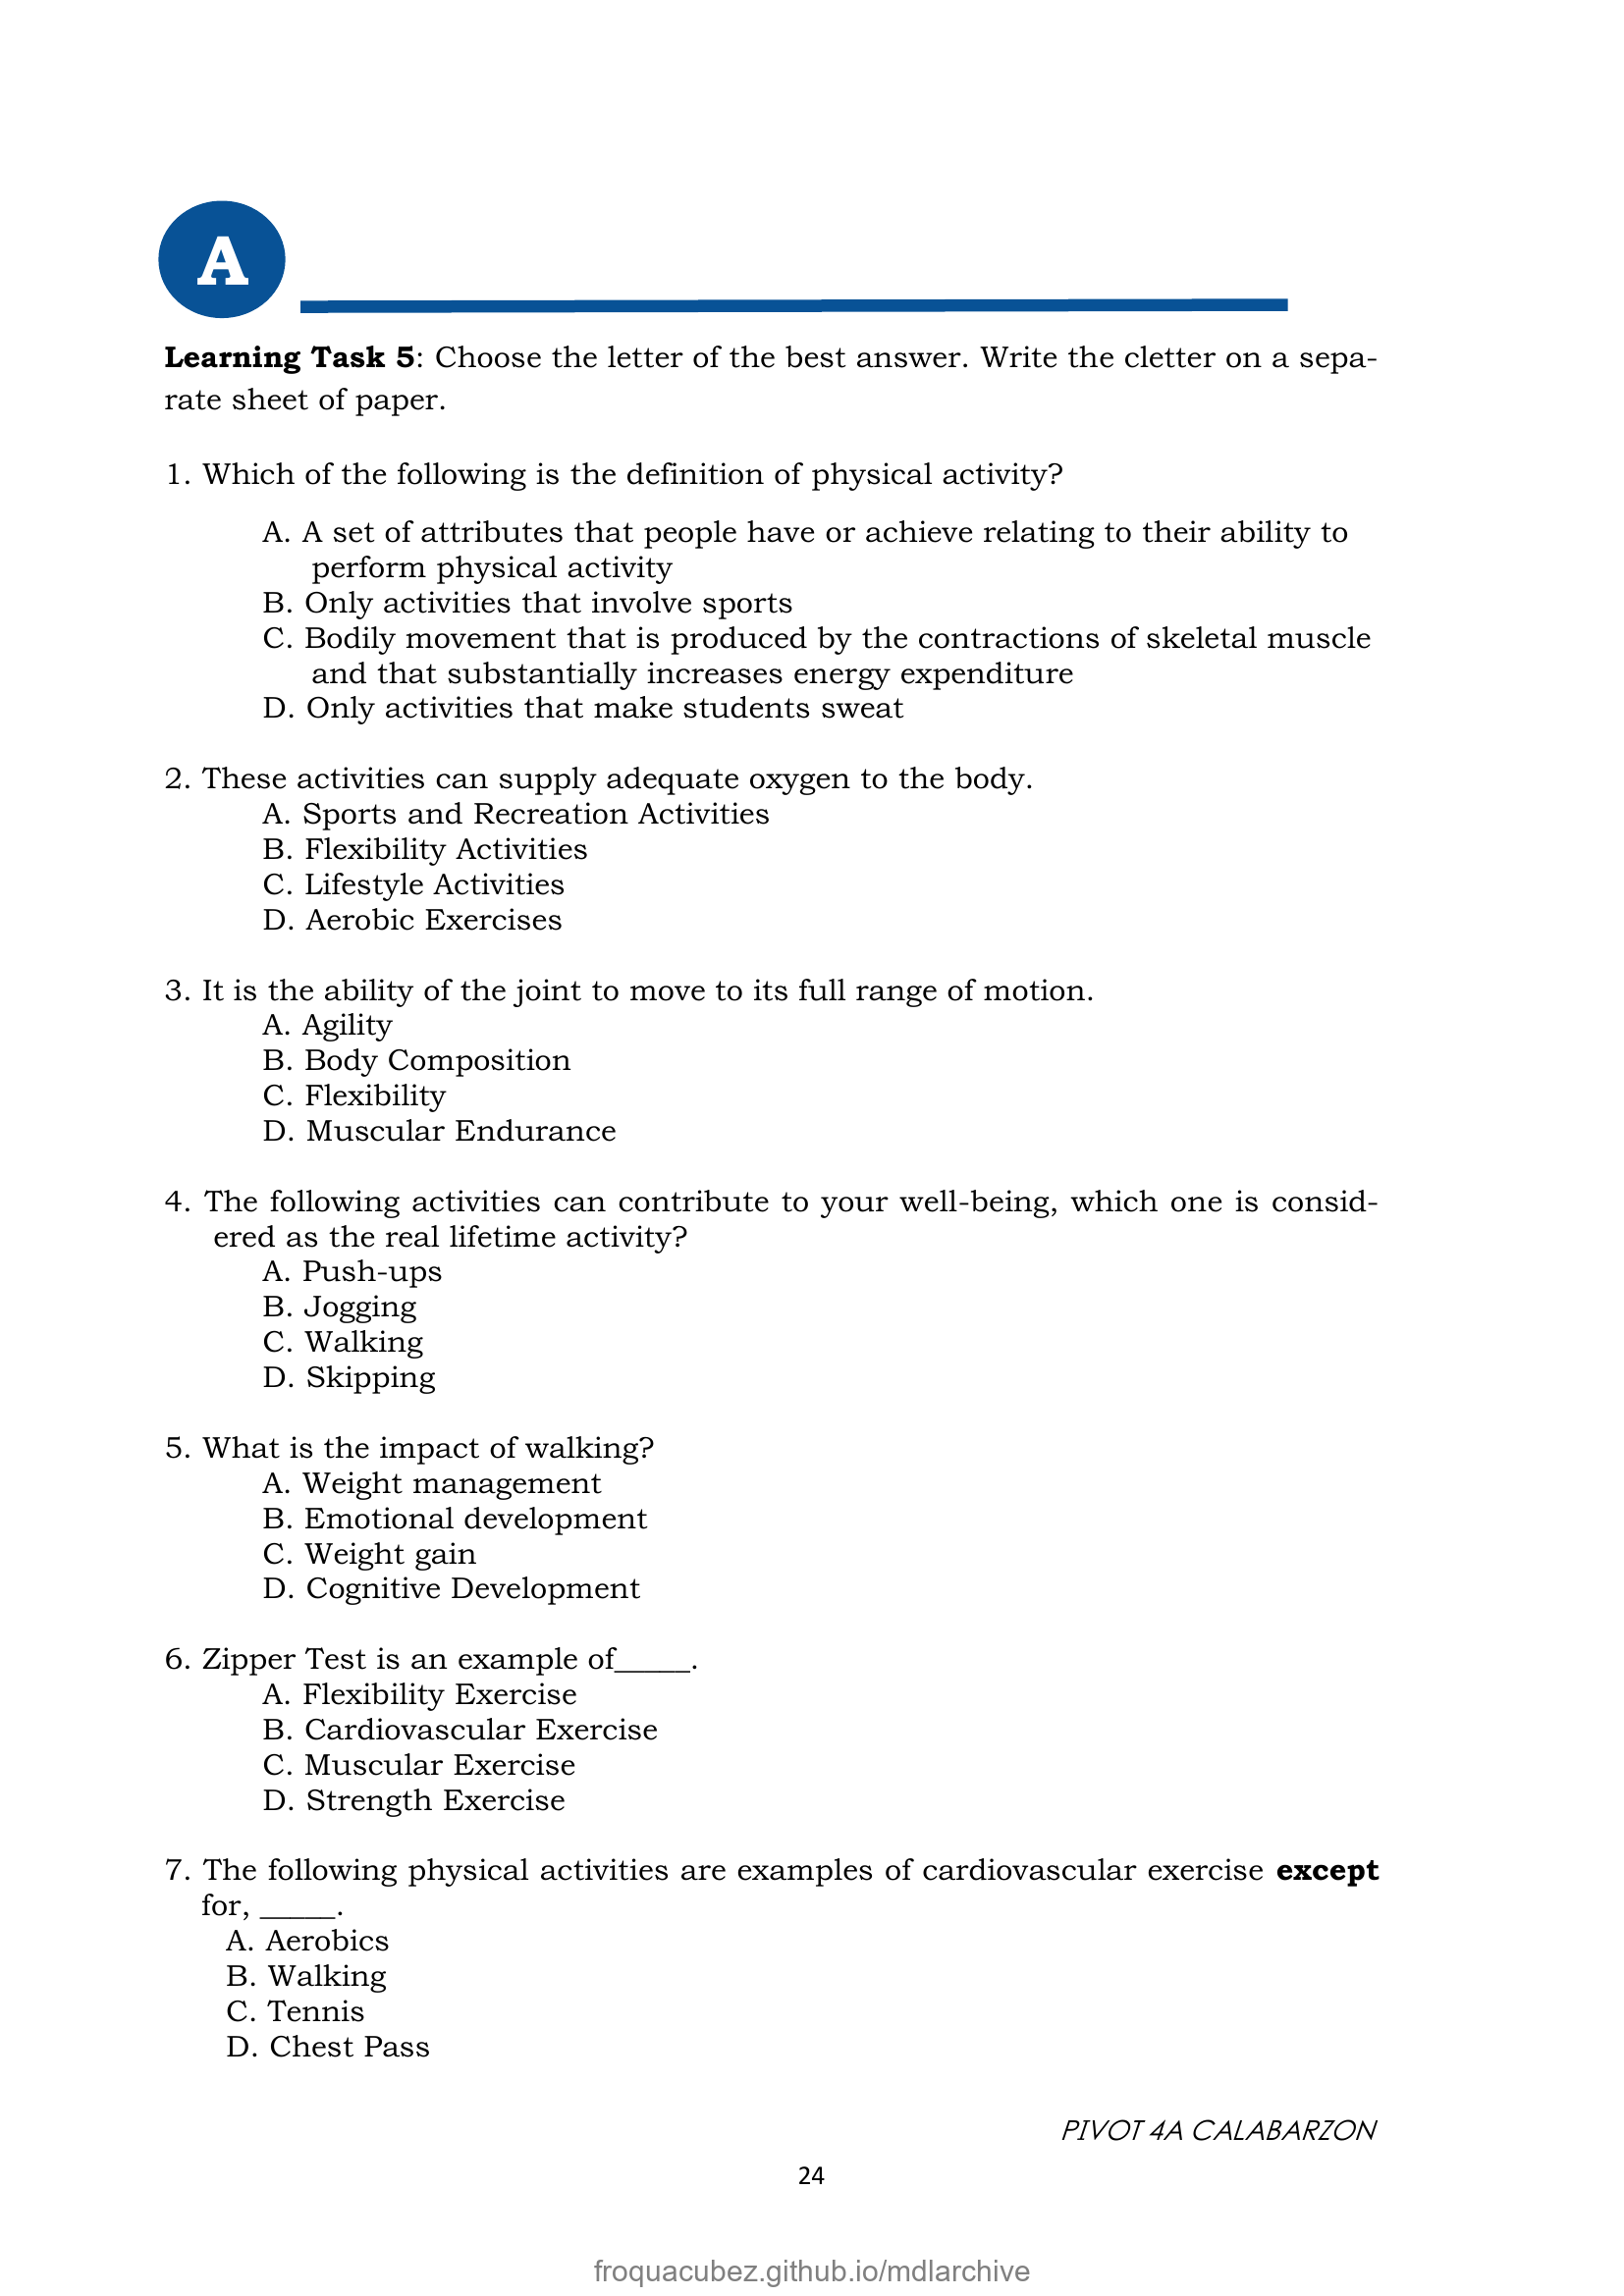 A
Learning Task 5: Choose the letter of the best answer. Write the cletter on a sepa-
rate sheet of paper.
1. Which of the following is the definition of physical activity?
A. A set of attributes that people have or achieve relating to their ability to
perform physical activity
B. Only activities that involve sports
C. Bodily movement that is produced by the contractions of skeletal muscle
and that substantially increases energy expenditure
D. Only activities that make students sweat
2. These activities can supply adequate oxygen to the body.
A. Sports and Recreation Activities
B. Flexibility Activities
C. Lifestyle Activities
D. Aerobic Exercises
3. It is the ability of the joint to move to its full range of motion.
A. Agility
B. Body Composition
C. Flexibility
D. Muscular Endurance
4. The following activities can contribute to your well-being, which one is consid-
ered as the real lifetime activity?
A. Push-ups
B. Jogging
C. Walking
D. Skipping
5. What is the impact of walking?
A. Weight management
B. Emotional development
C. Weight gain
D. Cognitive Development
6. Zipper Test is an example of_____.
A. Flexibility Exercise
B. Cardiovascular Exercise
C. Muscular Exercise
D. Strength Exercise
7. The following physical activities are examples of cardiovascular exercise except
for, _____.
A. Aerobics
B. Walking
C. Tennis
D. Chest Pass
PIVOT 4A CALABARZON
24
froquacubez.github.io/mdlarchive